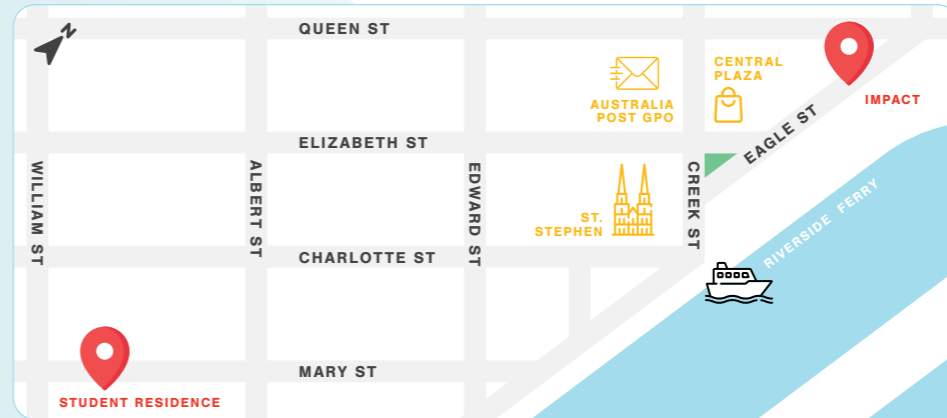 N
QUEEN ST
CENTRAL
PLAZA
AUSTRALIA
POST GPO
IMPACT
EAGLE ST
ELIZABETH ST
WILLIAM ST
ALBERT ST
EDWARD ST
CREEK ST
RIVERSIDE FERRY
ST.
STEPHEN
CHARLOTTE ST
MARY ST
STUDENT RESIDENCE